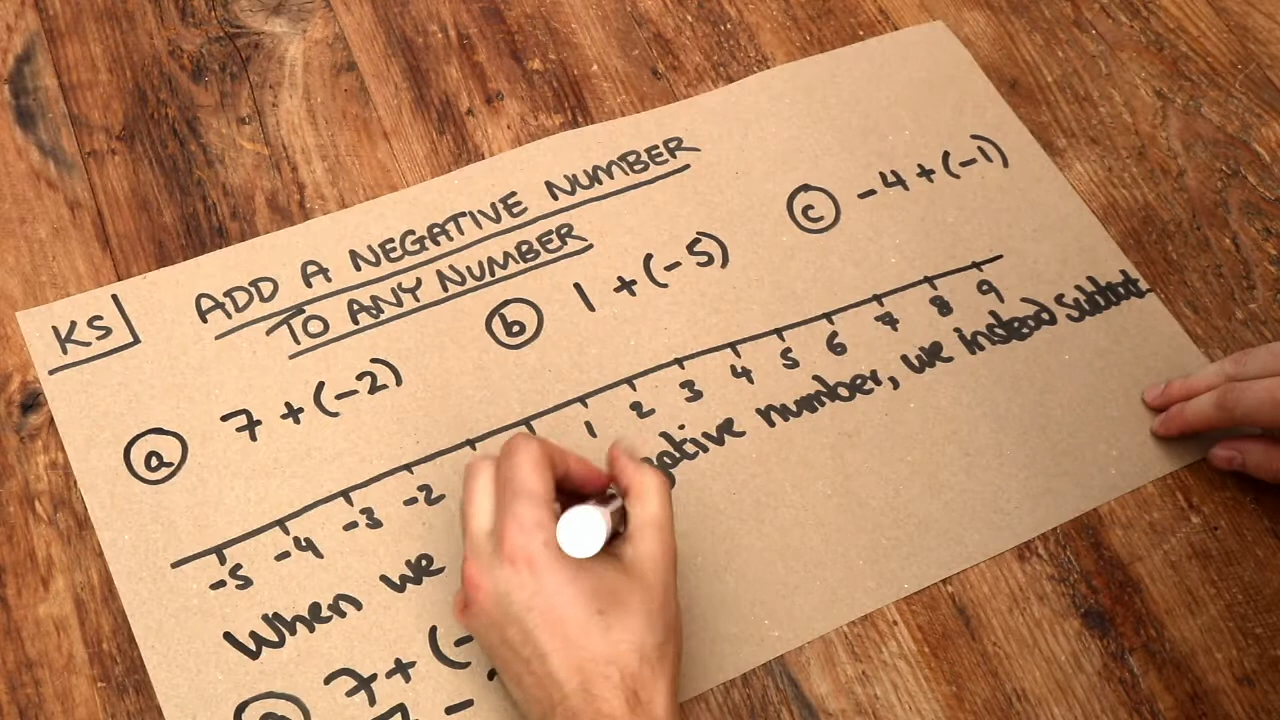 KS
ADD A NEGATIVE NUMBER
TO ANY NUMBER
a 7 + (-2)
b 1 + (-5)
c -4 + (-1)
-5 -4 -3 -2 1 2 3 4 5 6 7 8 9
When we number, we instead subtract
7 + (-
7 -